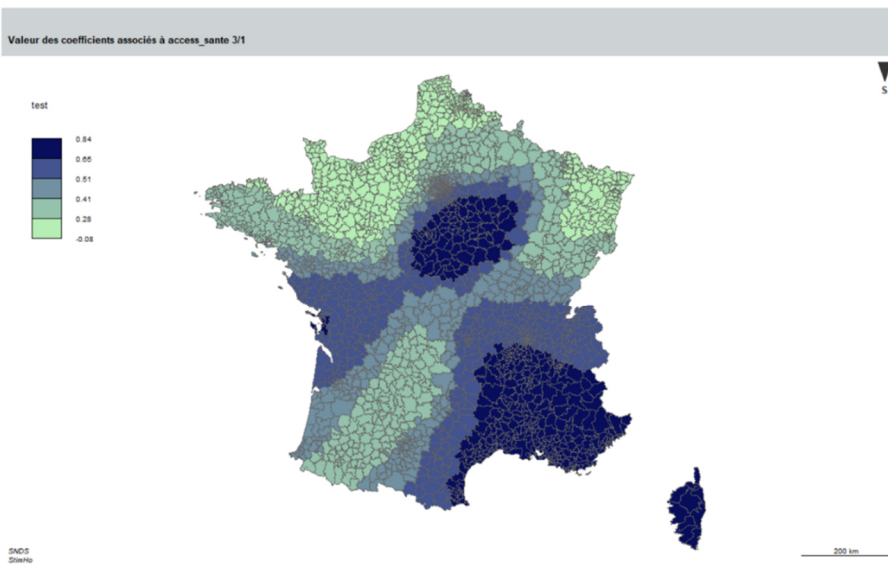 Valeur des coefficients associés à access_sante 3/1
S
test
0.84
0.65
0.51
0.41
0.28
-0.08
SNDS
StimHo
200 km